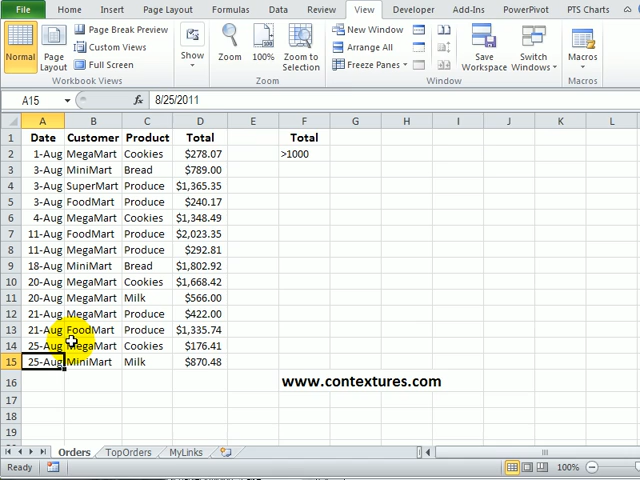 File Home Insert Page Layout Formulas Data Review View Developer Add-Ins PowerPivot PTS Charts
Normal
Page Layout
Page Break Preview
Custom Views
Full Screen
Workbook Views
Show
Zoom
100%
Zoom to Selection
Zoom
New Window
Arrange All
Freeze Panes
Save Workspace
Switch Windows
Window
Macros
Macros
A15 fx 8/25/2011
A B C D E F G H I J K L
1 Date Customer Product Total Total
2 1-Aug MegaMart Cookies $278.07 >1000
3 3-Aug MiniMart Bread $789.00
4 3-Aug SuperMart Produce $1,365.35
5 3-Aug FoodMart Produce $240.17
6 4-Aug MegaMart Cookies $1,348.49
7 11-Aug FoodMart Produce $2,023.35
8 11-Aug MegaMart Produce $292.81
9 18-Aug MiniMart Bread $1,802.92
10 20-Aug MegaMart Cookies $1,668.42
11 20-Aug MegaMart Milk $566.00
12 21-Aug MegaMart Produce $422.00
13 21-Aug FoodMart Produce $1,335.74
14 25-Aug MegaMart Cookies $176.41
15 25-Aug MiniMart Milk $870.48
16 www.contextures.com
17
18
19
Orders TopOrders MyLinks
Ready 100%